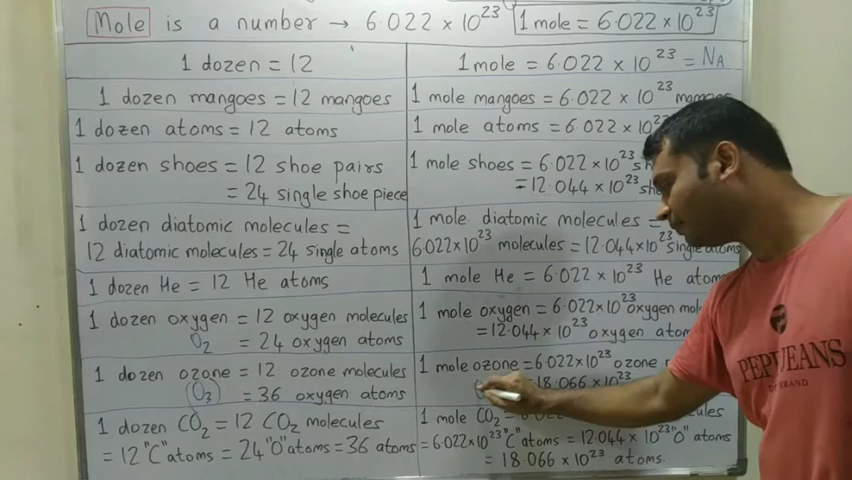 Mole is a number → 6.022 × 10²³ 1 mole = 6.022 × 10²³
1 dozen = 12
1 mole = 6.022 × 10²³ = NA
1 dozen mangoes = 12 mangoes
1 mole mangoes = 6.022 × 10²³ mangoes
1 dozen atoms = 12 atoms
1 mole atoms = 6.022 × 10²³
1 dozen shoes = 12 shoe pairs
= 24 single shoe piece
1 mole shoes = 6.022 × 10²³
= 12.044 × 10²³
1 dozen diatomic molecules =
12 diatomic molecules = 24 single atoms
1 mole diatomic molecules =
6.022×10²³ molecules = 12.044×10²³ single atoms
1 dozen He = 12 He atoms
1 mole He = 6.022 × 10²³ He atoms
1 dozen oxygen = 12 oxygen molecules
O₂ = 24 oxygen atoms
1 mole oxygen = 6.022×10²³ oxygen
= 12.044 × 10²³ oxygen
1 dozen ozone = 12 ozone molecules
(O₃) = 36 oxygen atoms
1 mole ozone = 6.022×10²³ ozone
18.066 × 10²³
1 dozen CO₂ = 12 CO₂ molecules
= 12 "C" atoms = 24 "O" atoms = 36 atoms
1 mole CO₂ = 6.022
= 6.022×10²³ "C" atoms = 12.044 × 10²³ "O" atoms
= 18.066 × 10²³ atoms.
PEPE JEANS